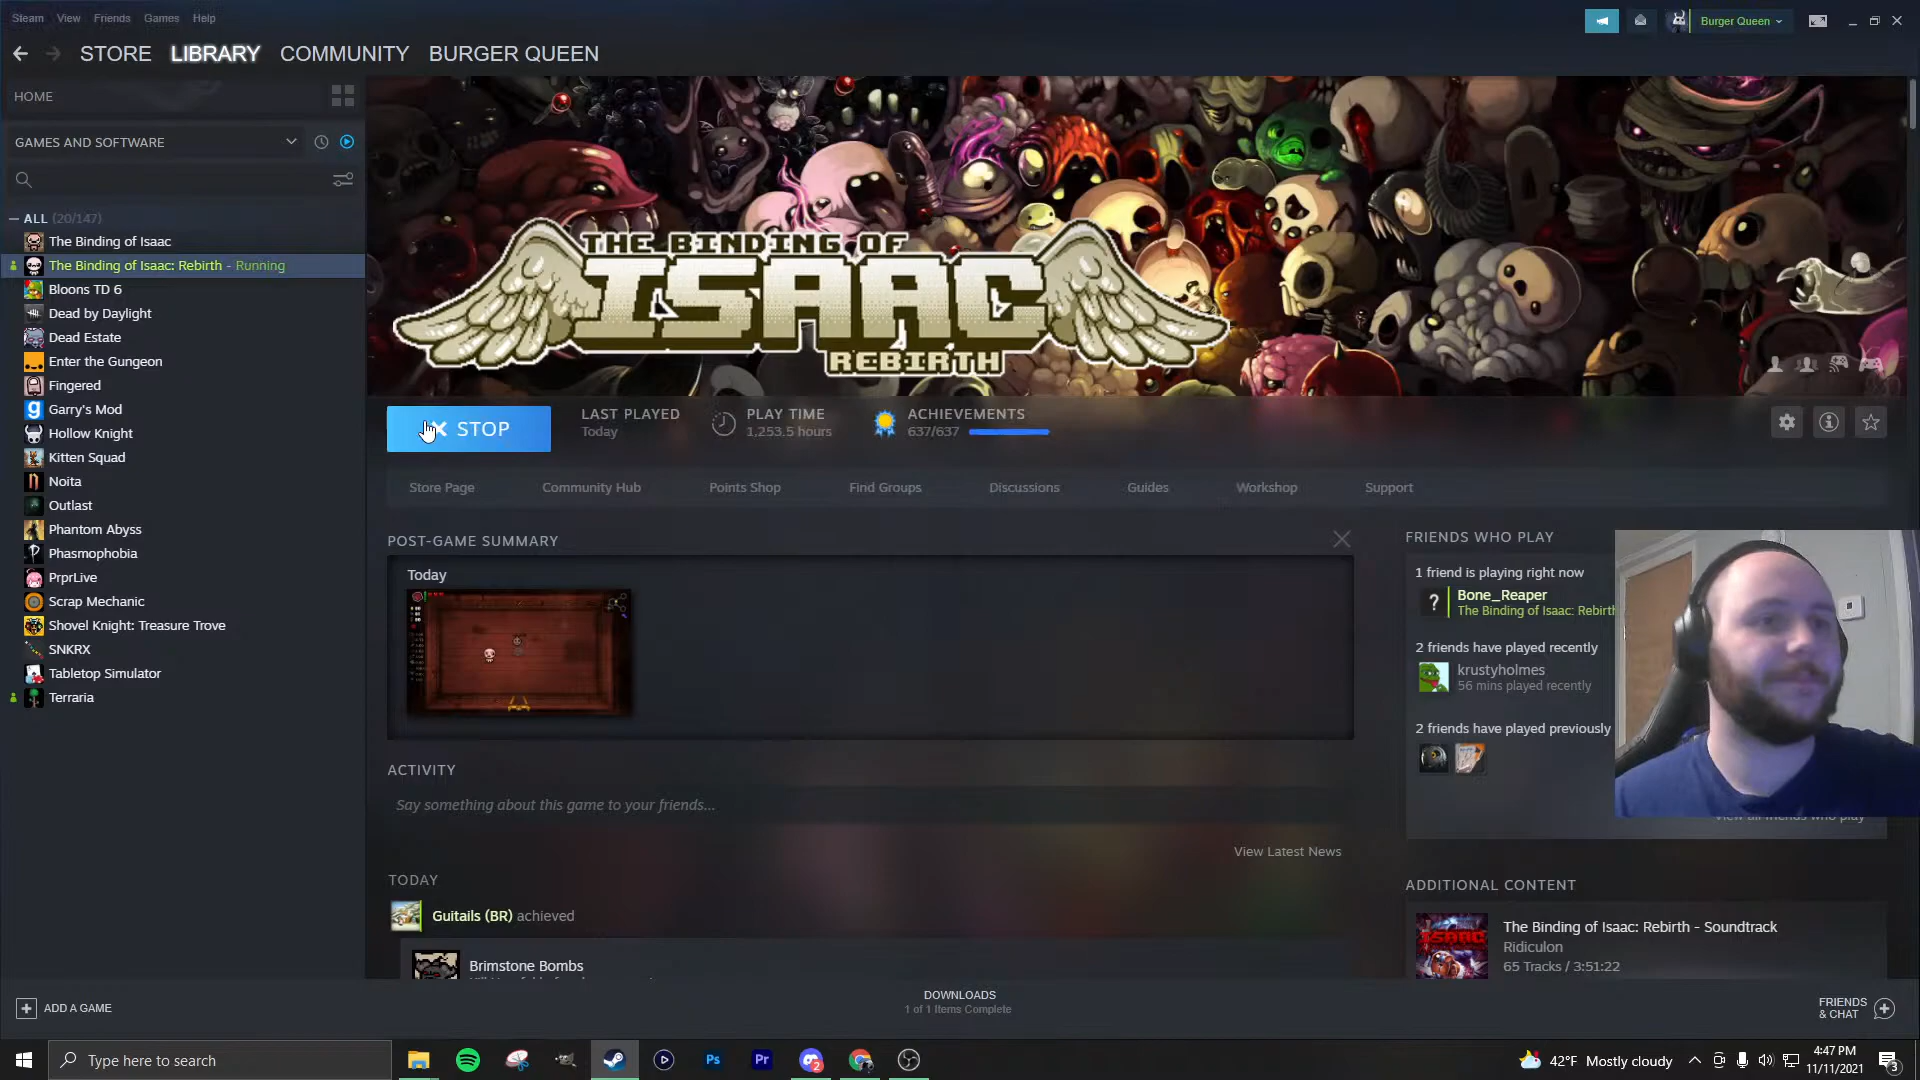 Steam View Friends Games Help
Burger Queen
STORE LIBRARY COMMUNITY BURGER QUEEN
HOME
GAMES AND SOFTWARE
ALL (20/147)
The Binding of Isaac
The Binding of Isaac: Rebirth - Running
Bloons TD 6
Dead by Daylight
Dead Estate
Enter the Gungeon
Fingered
Garry's Mod
Hollow Knight
Kitten Squad
Noita
Outlast
Phantom Abyss
Phasmophobia
PrprLive
Scrap Mechanic
Shovel Knight: Treasure Trove
SNKRX
Tabletop Simulator
Terraria
THE BINDING OF
ISAAC
REBIRTH
STOP
LAST PLAYED
Today
PLAY TIME
1,253.5 hours
ACHIEVEMENTS
637/637
Store Page Community Hub Points Shop Find Groups Discussions Guides Workshop Support
POST-GAME SUMMARY
Today
ACTIVITY
Say something about this game to your friends...
View Latest News
TODAY
Guitails (BR) achieved
Brimstone Bombs
FRIENDS WHO PLAY
1 friend is playing right now
Bone_Reaper
The Binding of Isaac: Rebirth
2 friends have played recently
krustyholmes
56 mins played recently
2 friends have played previously
View all friends who play
ADDITIONAL CONTENT
The Binding of Isaac: Rebirth - Soundtrack
Ridiculon
65 Tracks / 3:51:22
ADD A GAME
DOWNLOADS
1 of 1 Items Complete
FRIENDS
& CHAT
Type here to search
Ps
Pr
2
42°F Mostly cloudy
4:47 PM
11/11/2021
3